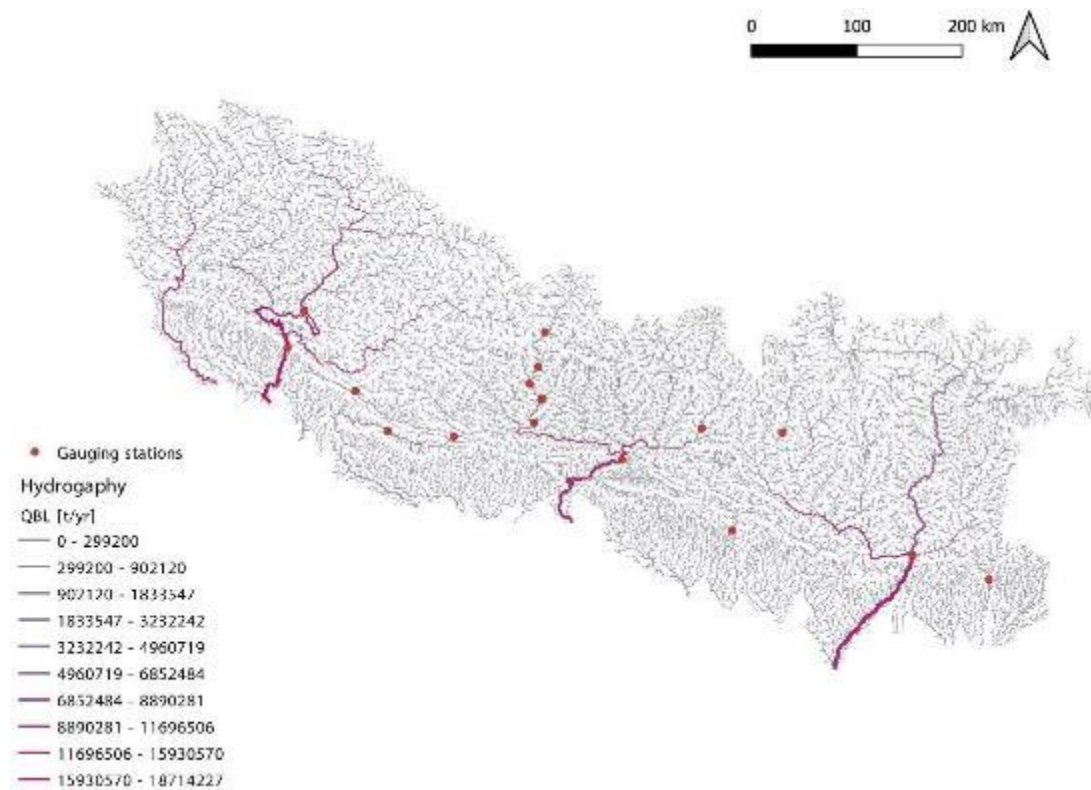 0 100 200 km
Gauging stations
Hydrogaphy
QBL [t/yr]
0 - 299200
299200 - 902120
902120 - 1833547
1833547 - 3232242
3232242 - 4960719
4960719 - 6852484
6852484 - 8890281
8890281 - 11696506
11696506 - 15930570
15930570 - 18714227